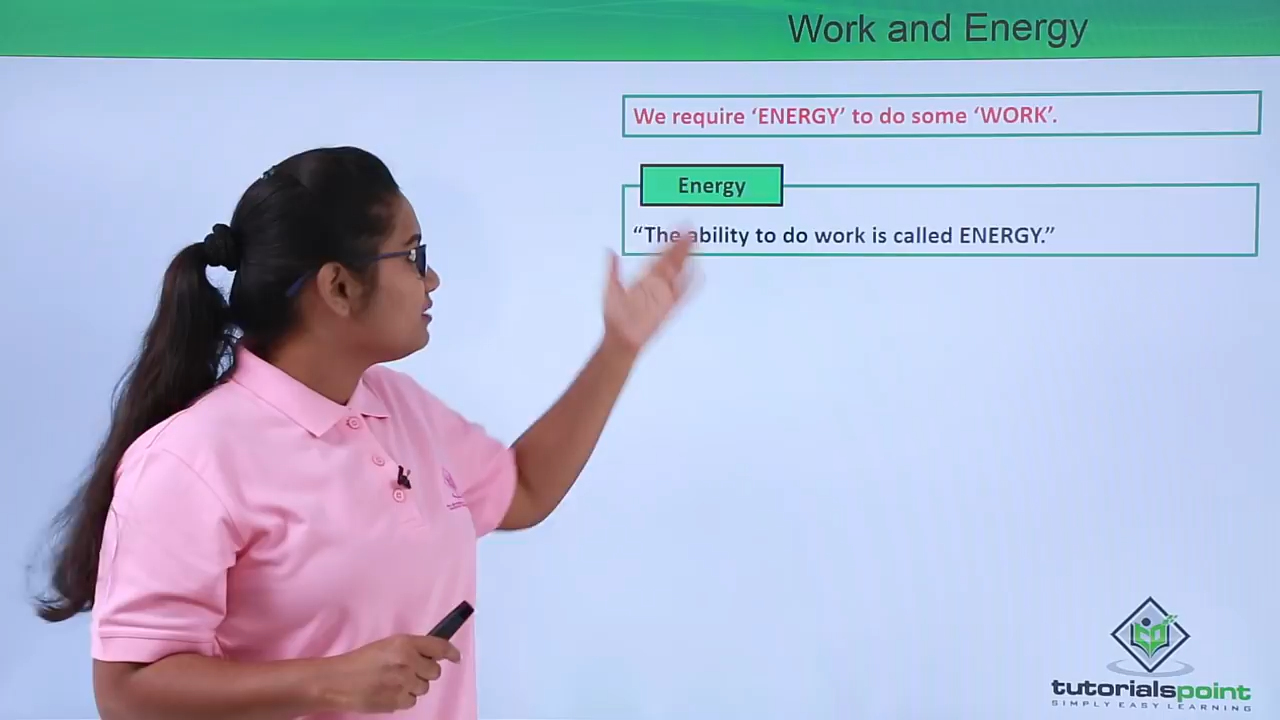 Work and Energy
We require ‘ENERGY’ to do some ‘WORK’.
Energy
“The ability to do work is called ENERGY.”
tutorialspoint
SIMPLY EASY LEARNING